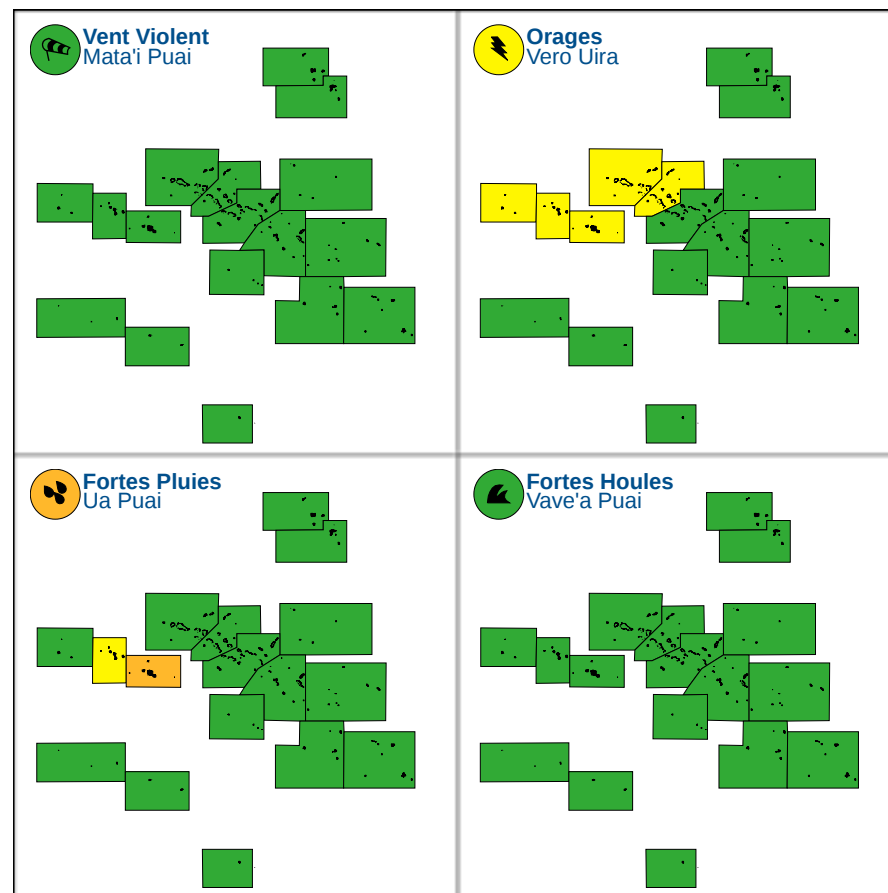 Vent Violent
Mata'i Puai
Orages
Vero Uira
Fortes Pluies
Ua Puai
Fortes Houles
Vave'a Puai